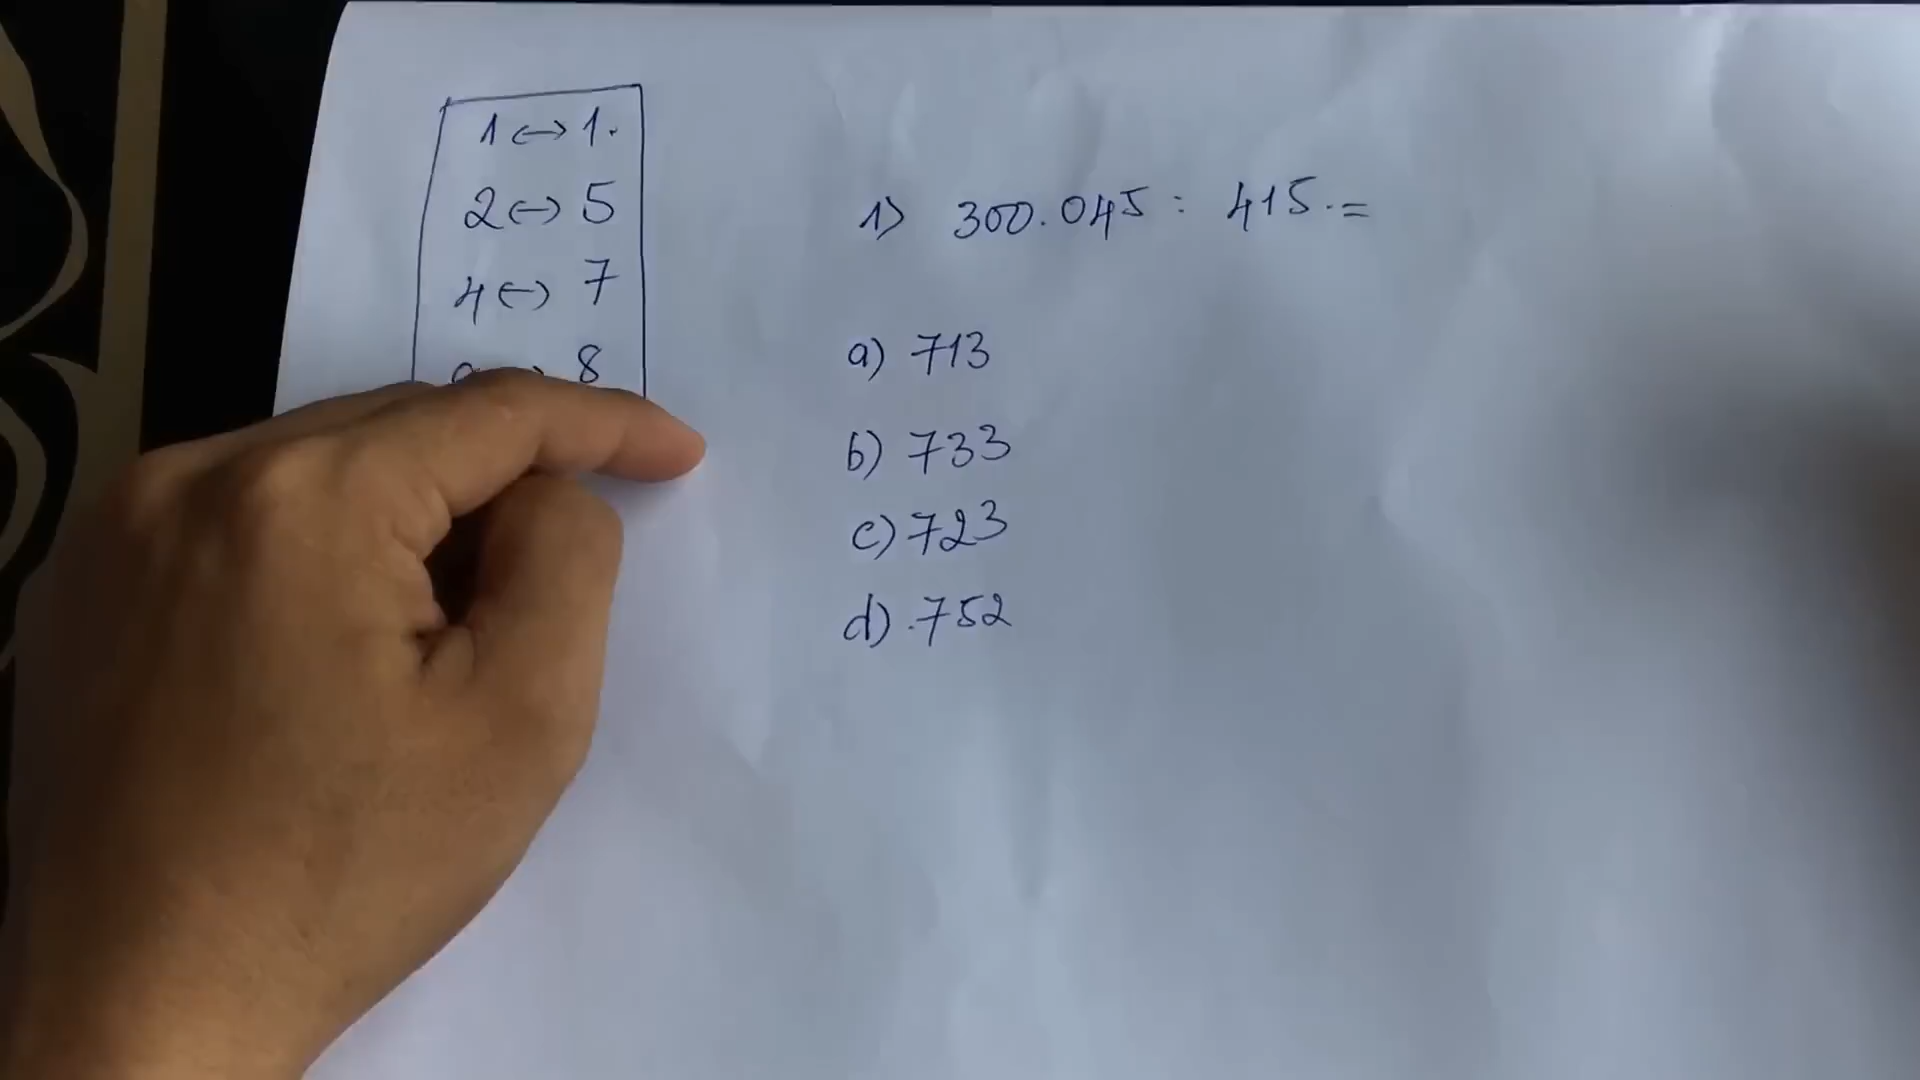 1 ↔ 1.
2 ↔ 5
4 ↔ 7
8
1) 300.045 : 415. =
a) 713
b) 733
c) 723
d) .752